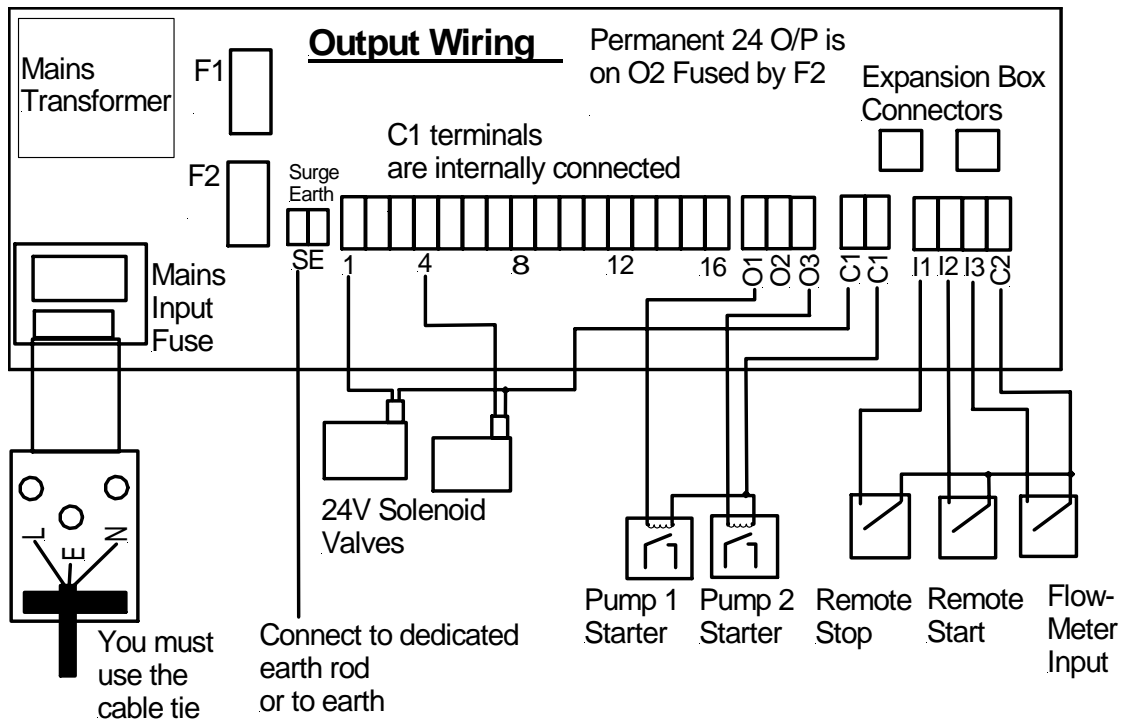 Output Wiring
Permanent 24 O/P is
on O2 Fused by F2
Mains
Transformer
F1
Expansion Box
Connectors
C1 terminals
are internally connected
F2
Surge
Earth
SE
1
4
8
12
16
O1
O2
O3
C1
C1
I1
I2
I3
C2
Mains
Input
Fuse
24V Solenoid
Valves
L
E
N
Pump 1
Starter
Pump 2
Starter
Remote
Stop
Remote
Start
Flow-
Meter
Input
You must
use the
cable tie
Connect to dedicated
earth rod
or to earth